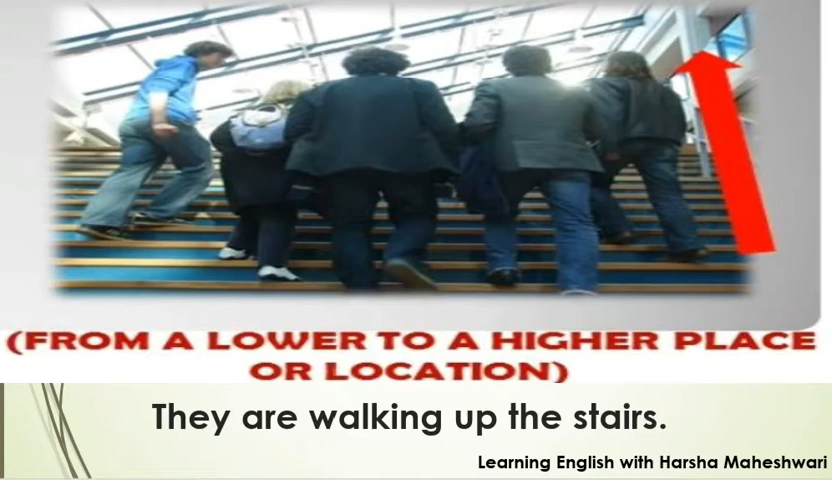 (FROM A LOWER TO A HIGHER PLACE
OR LOCATION)
They are walking up the stairs.
Learning English with Harsha Maheshwari